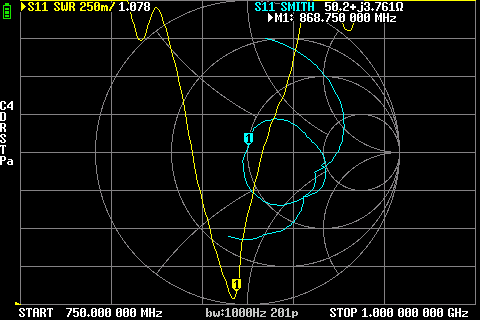 S11 SWR 250m/ 1.078 S11 SMITH 50.2+j3.761Ω
M1: 868.750 000 MHz
C4
D
R
S
T
Pa
1
1
START 750.000 000 MHz bw:1000Hz 201p STOP 1.000 000 000 GHz